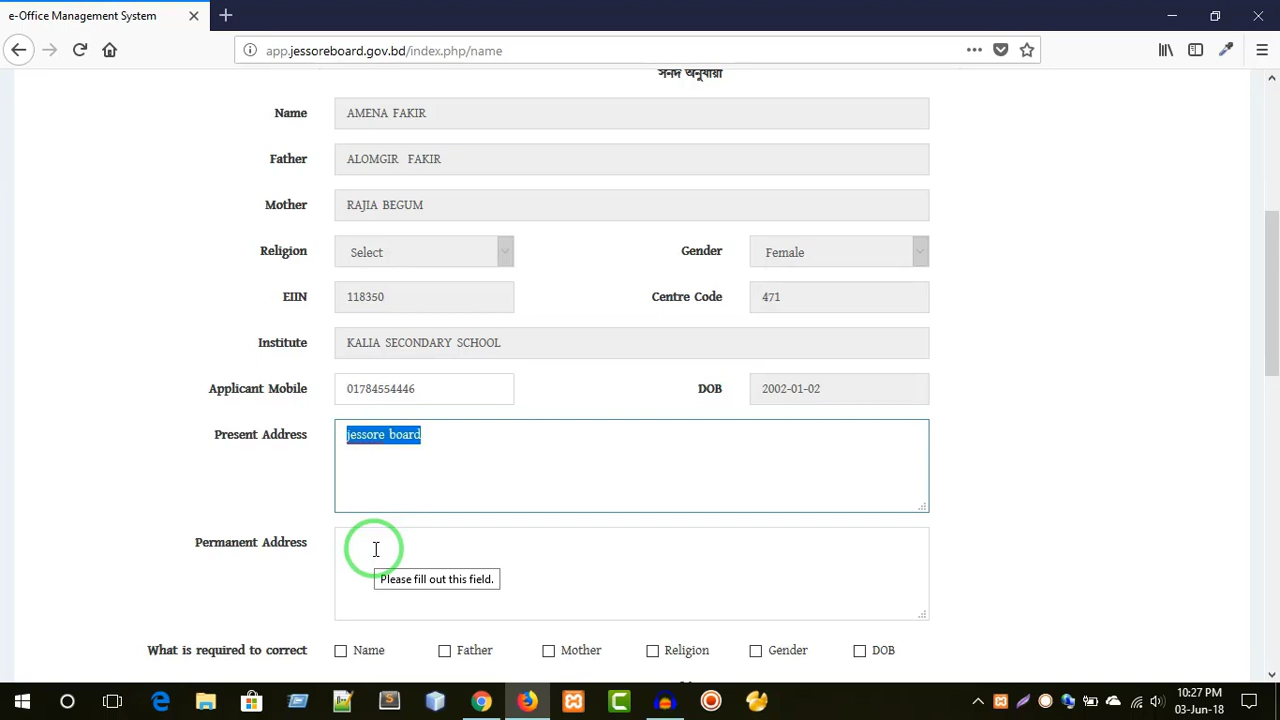 e-Office Management System
app.jessoreboard.gov.bd/index.php/name
সনদ অনুযায়ী
Name AMENA FAKIR
Father ALOMGIR FAKIR
Mother RAJIA BEGUM
Religion Select Gender Female
EIIN 118350 Centre Code 471
Institute KALIA SECONDARY SCHOOL
Applicant Mobile 01784554446 DOB 2002-01-02
Present Address jessore board
Permanent Address
Please fill out this field.
What is required to correct Name Father Mother Religion Gender DOB
10:27 PM
03-Jun-18